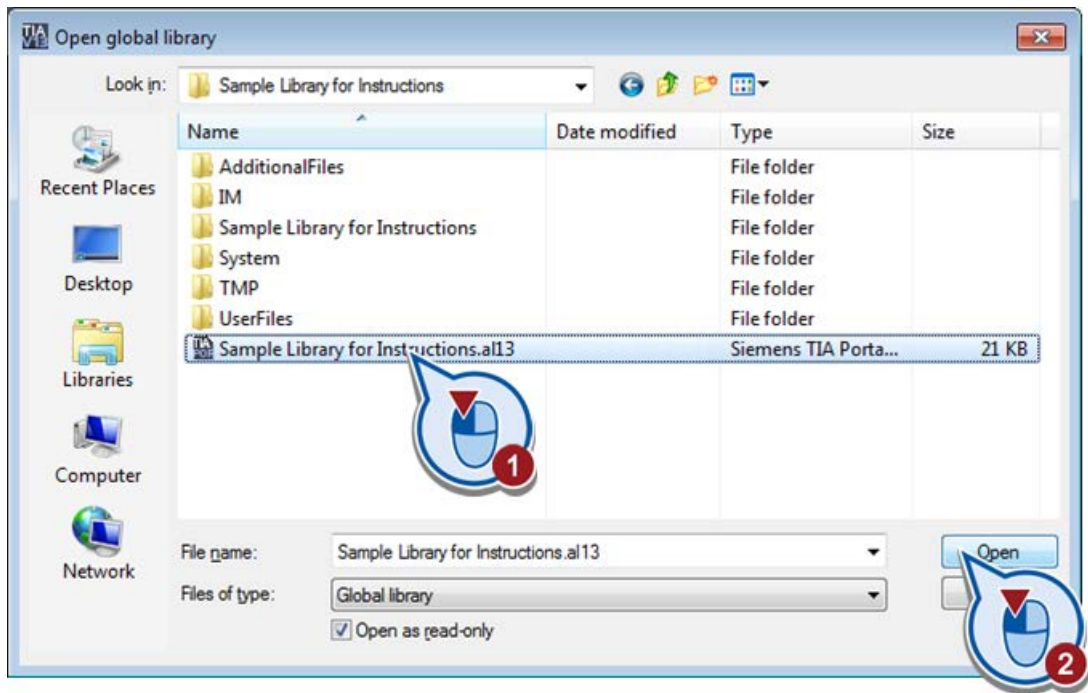 Open global library
Look in: Sample Library for Instructions
Name Date modified Type Size
AdditionalFiles File folder
Recent Places
IM File folder
Sample Library for Instructions File folder
System File folder
Desktop
TMP File folder
UserFiles File folder
Sample Library for Instructions.al13 Siemens TIA Porta... 21 KB
Libraries
1
Computer
File name: Sample Library for Instructions.al13 Open
Network
Files of type: Global library
Open as read-only
2